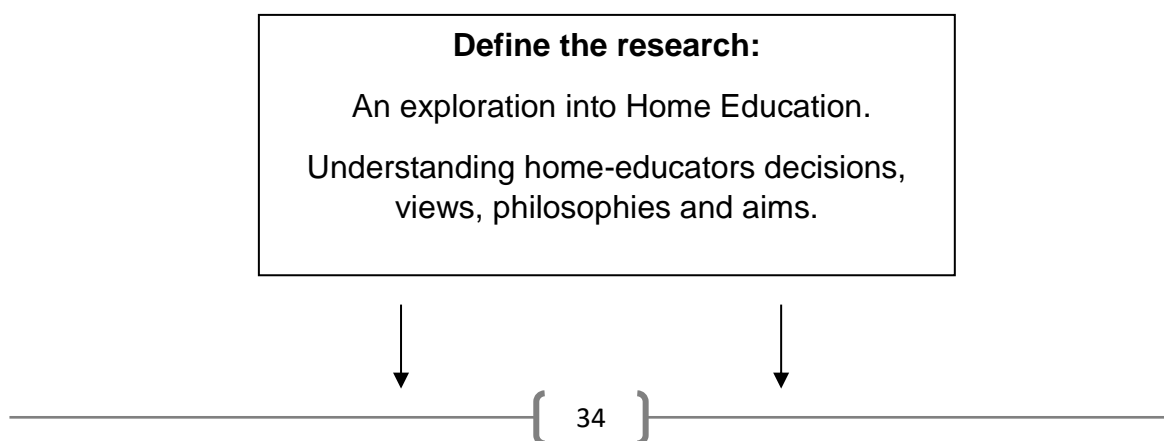 Define the research:
An exploration into Home Education.
Understanding home-educators decisions,
views, philosophies and aims.
34